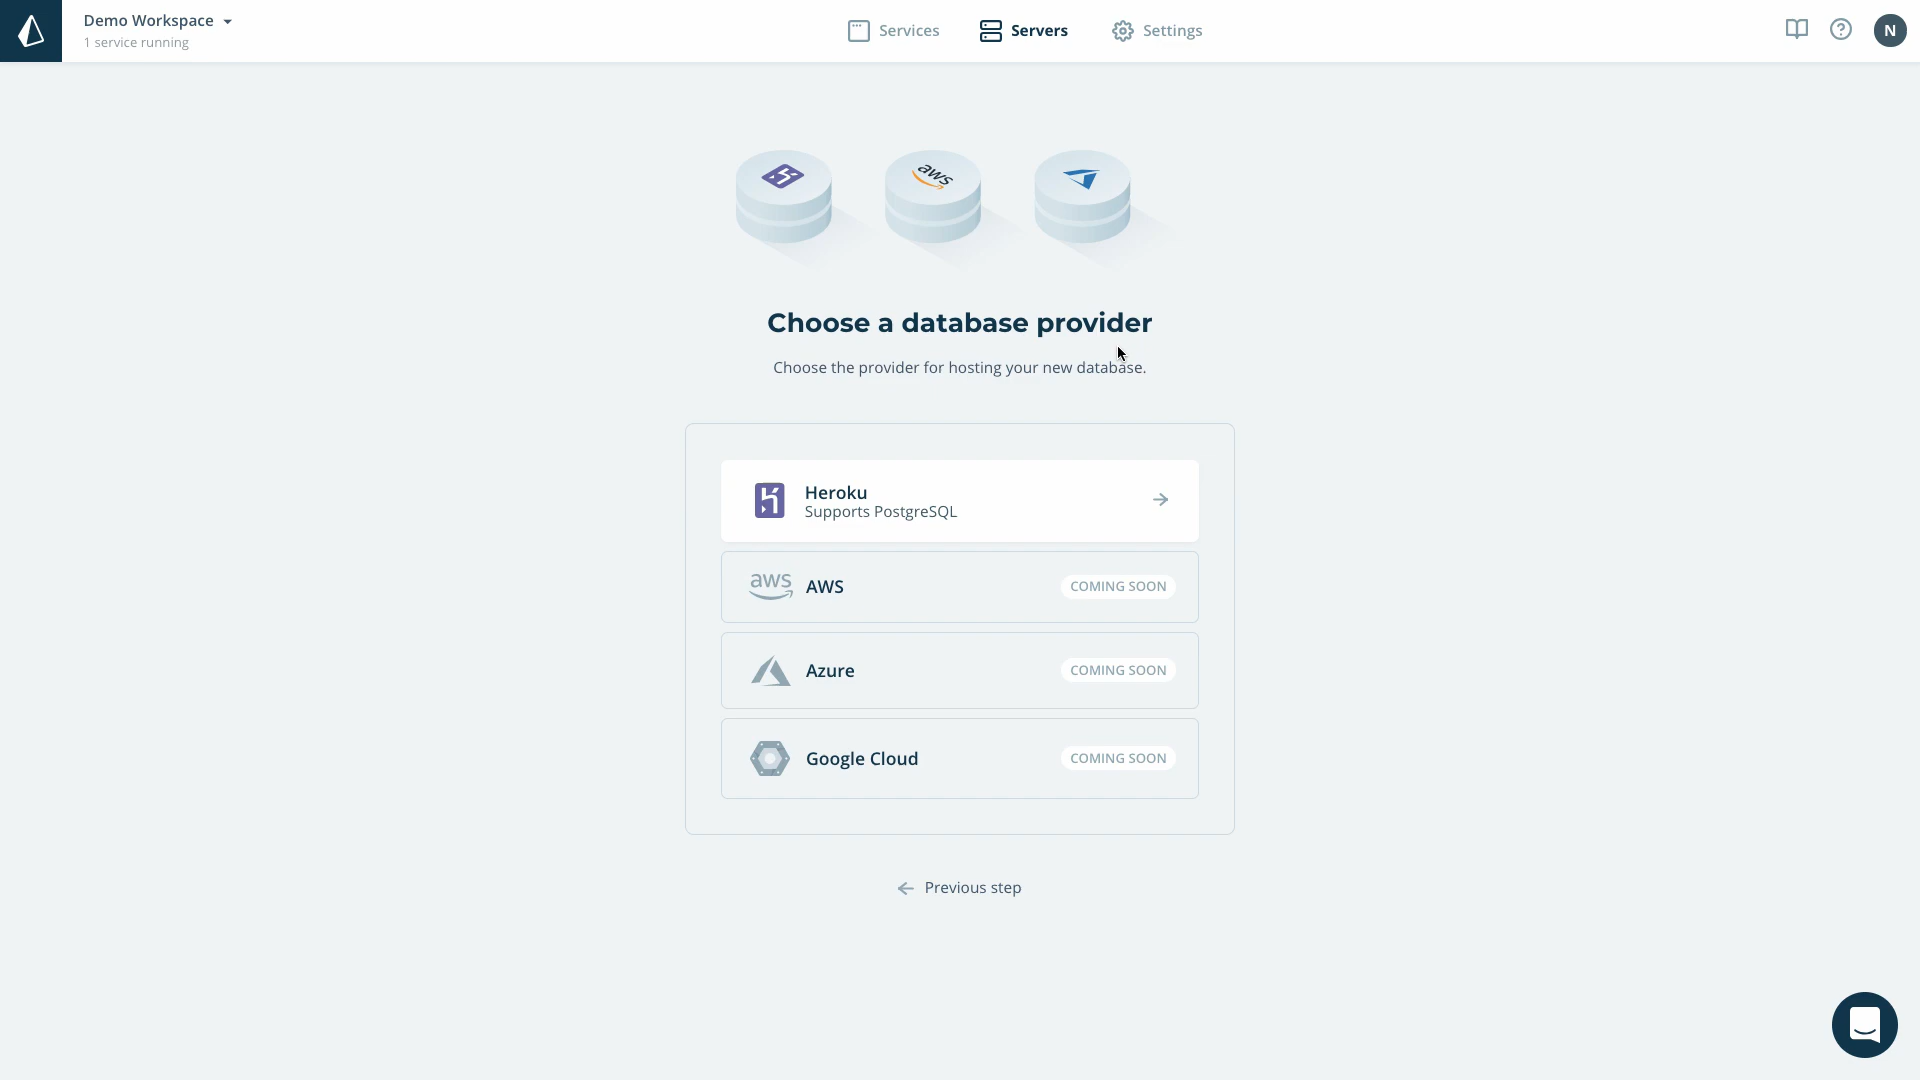 Demo Workspace
1 service running
Services
Servers
Settings
N
aws
Choose a database provider
Choose the provider for hosting your new database.
Heroku
Supports PostgreSQL
aws
AWS
COMING SOON
Azure
COMING SOON
Google Cloud
COMING SOON
Previous step